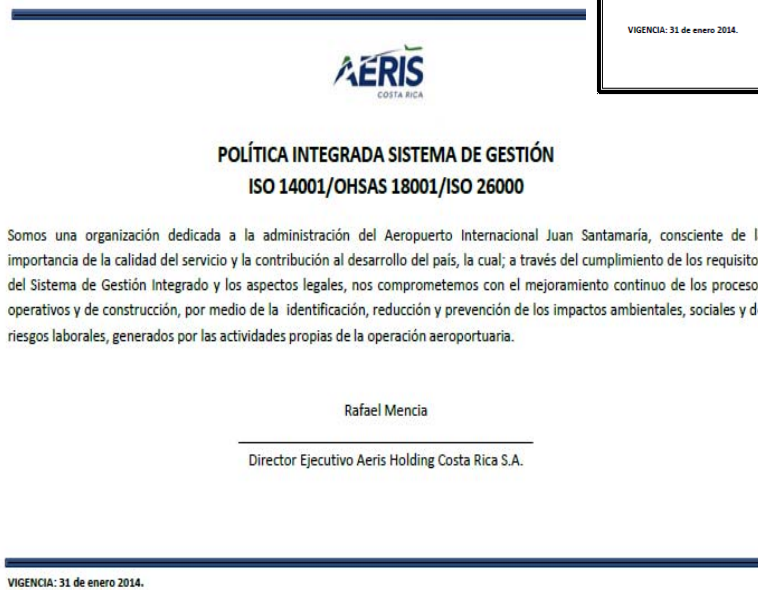 VIGENCIA: 31 de enero 2014.
AERIS
COSTA RICA
POLÍTICA INTEGRADA SISTEMA DE GESTIÓN
ISO 14001/OHSAS 18001/ISO 26000
Somos una organización dedicada a la administración del Aeropuerto Internacional Juan Santamaría, consciente de l
importancia de la calidad del servicio y la contribución al desarrollo del país, la cual; a través del cumplimiento de los requisito
del Sistema de Gestión Integrado y los aspectos legales, nos comprometemos con el mejoramiento continuo de los proceso
operativos y de construcción, por medio de la identificación, reducción y prevención de los impactos ambientales, sociales y d
riesgos laborales, generados por las actividades propias de la operación aeroportuaria.
Rafael Mencia
Director Ejecutivo Aeris Holding Costa Rica S.A.
VIGENCIA: 31 de enero 2014.